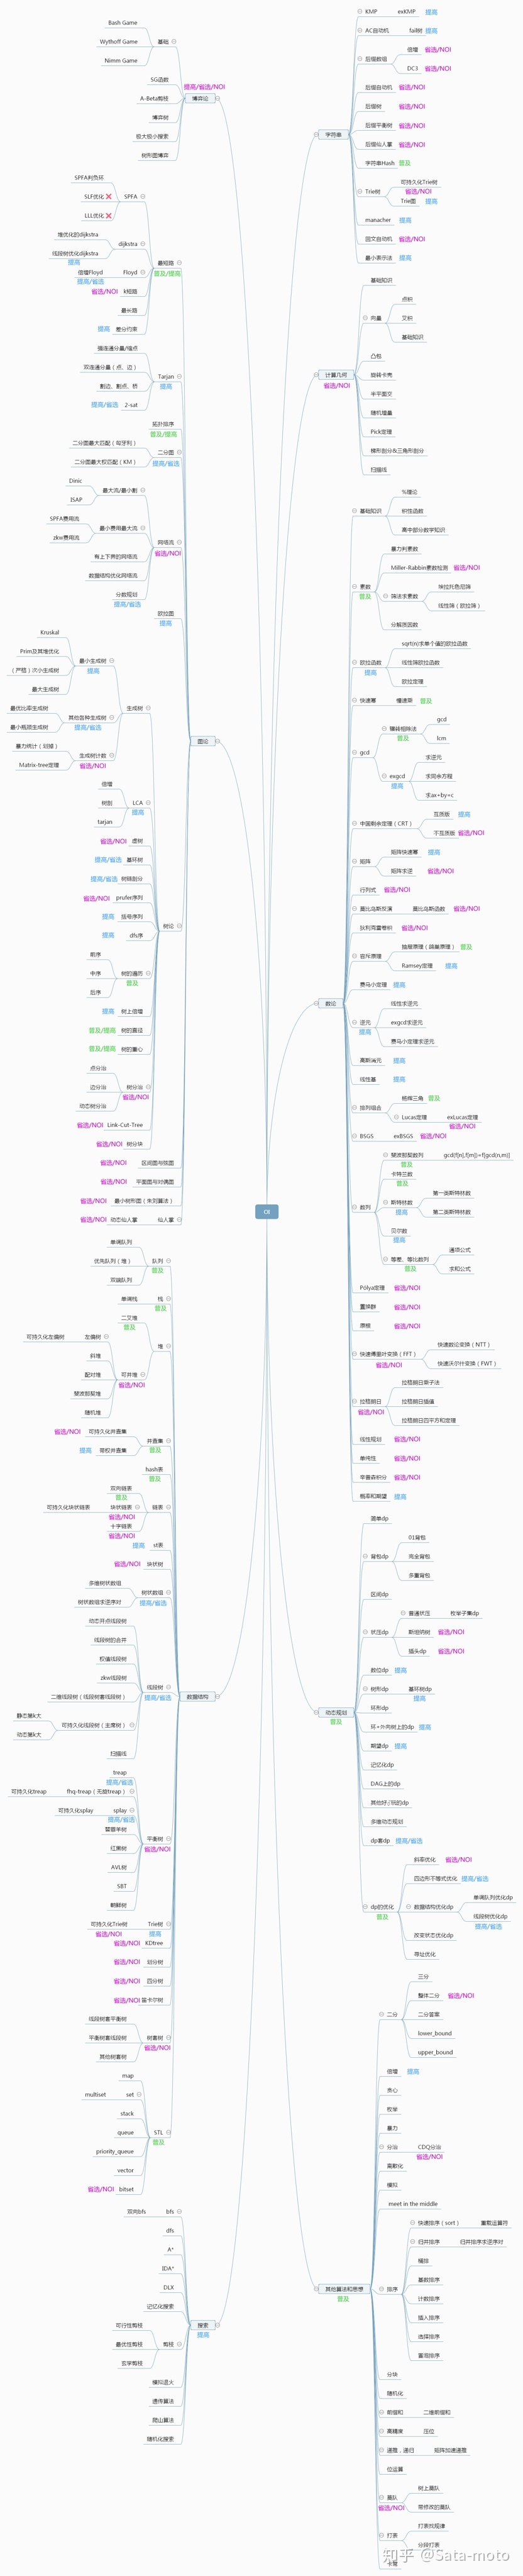 OI
博弈论
提高/省选/NOI
基础
Bash Game
Wythoff Game
Nimm Game
SG函数
A-Beta剪枝
博弈树
极大极小搜索
树形图博弈
图论
最短路
普及/提高
SPFA
SPFA判负环
SLF优化
LLL优化
dijkstra
堆优化的dijkstra
线段树优化dijkstra
提高
Floyd
倍增Floyd
提高/省选
k短路
省选/NOI
最长路
差分约束
提高
Tarjan
提高
强连通分量/缩点
双连通分量（点、边）
割边、割点、桥
2-sat
提高/省选
拓扑排序
普及/提高
二分图
提高/省选
二分图最大匹配（匈牙利）
二分图最大权匹配（KM）
网络流
省选/NOI
最大流/最小割
Dinic
ISAP
最小费用最大流
SPFA费用流
zkw费用流
有上下界的网络流
数据结构优化网络流
分数规划
提高/省选
欧拉图
提高
生成树
最小生成树
提高
Kruskal
Prim及其堆优化
（严格）次小生成树
最大生成树
其他各种生成树
提高/省选
最优比率生成树
最小瓶颈生成树
生成树计数
省选/NOI
Matrix-tree定理
树论
LCA
提高
倍增
树剖
tarjan
虚树
省选/NOI
基环树
提高/省选
树链剖分
提高/省选
prufer序列
省选/NOI
括号序列
提高
dfs序
提高
树的遍历
普及
前序
中序
后序
树上倍增
提高
树的直径
普及/提高
树的重心
普及/提高
树分治
省选/NOI
点分治
边分治
动态树分治
Link-Cut-Tree
省选/NOI
树分块
省选/NOI
区间图与弦图
省选/NOI
平面图与对偶图
省选/NOI
最小树形图（朱刘算法）
省选/NOI
仙人掌
动态仙人掌
省选/NOI
数据结构
队列
普及
单调队列
优先队列（堆）
双端队列
栈
普及
单调栈
堆
二叉堆
普及
可并堆
省选/NOI
左偏树
可持久化左偏树
斜堆
配对堆
斐波那契堆
随机堆
并查集
普及
可持久化并查集
省选/NOI
带权并查集
提高
hash表
普及
链表
双向链表
普及
块状链表
省选/NOI
可持久化块状链表
十字链表
省选/NOI
st表
提高
块状树
省选/NOI
树状数组
提高/省选
多维树状数组
树状数组求逆序对
线段树
提高/省选
动态开点线段树
线段树的合并
权值线段树
zkw线段树
二维线段树（线段树套线段树）
可持久化线段树（主席树）
静态第k大
动态第k大
扫描线
平衡树
省选/NOI
treap
提高/省选
fhq-treap（无旋treap）
可持久化treap
splay
提高/省选
可持久化splay
替罪羊树
红黑树
AVL树
SBT
朝鲜树
Trie树
提高
可持久化Trie树
省选/NOI
KDtree
省选/NOI
划分树
省选/NOI
四分树
省选/NOI
笛卡尔树
省选/NOI
树套树
省选/NOI
线段树套平衡树
平衡树套线段树
其他树套树
STL
普及
map
set
multiset
stack
queue
priority_queue
vector
bitset
省选/NOI
搜索
提高
bfs
双向bfs
dfs
A*
IDA*
DLX
记忆化搜索
剪枝
可行性剪枝
最优性剪枝
玄学剪枝
模拟退火
遗传算法
爬山算法
随机化搜索
字符串
KMP
exKMP
提高
AC自动机
fail树
提高
后缀数组
倍增
省选/NOI
DC3
省选/NOI
后缀自动机
省选/NOI
后缀树
省选/NOI
后缀平衡树
省选/NOI
后缀仙人掌
省选/NOI
字符串Hash
普及
Trie树
可持久化Trie树
省选/NOI
Trie图
提高
manacher
提高
回文自动机
省选/NOI
最小表示法
提高
计算几何
省选/NOI
基础知识
向量
点积
叉积
基础知识
凸包
旋转卡壳
半平面交
随机增量
Pick定理
梯形剖分&三角形剖分
扫描线
数论
基础知识
%理论
积性函数
高中部分数学知识
素数
普及
暴力判素数
Miller-Rabbin素数检测
省选/NOI
筛法求素数
埃拉托色尼筛
线性筛（欧拉筛）
分解质因数
欧拉函数
提高
sqrt(n)求单个值的欧拉函数
线性筛欧拉函数
欧拉定理
快速幂
慢速乘
普及
gcd
辗转相除法
普及
gcd
lcm
exgcd
提高
求逆元
求同余方程
求ax+by=c
中国剩余定理（CRT）
互质版
提高
不互质版
省选/NOI
矩阵
矩阵快速幂
提高
矩阵求逆
省选/NOI
行列式
省选/NOI
莫比乌斯反演
莫比乌斯函数
省选/NOI
狄利克雷卷积
省选/NOI
容斥原理
抽屉原理（鸽巢原理）
普及
Ramsey定理
提高
费马小定理
提高
逆元
提高
线性求逆元
exgcd求逆元
费马小定理求逆元
高斯消元
提高
线性基
提高
排列组合
杨辉三角
普及
Lucas定理
exLucas定理
省选/NOI
BSGS
exBSGS
省选/NOI
数列
斐波那契数列
普及
gcd(f[n],f[m])=f[gcd(n,m)]
卡特兰数
普及
斯特林数
提高
第一类斯特林数
第二类斯特林数
贝尔数
提高
等差、等比数列
普及
通项公式
求和公式
Pólya定理
省选/NOI
置换群
省选/NOI
原根
省选/NOI
快速傅里叶变换（FFT）
省选/NOI
快速数论变换（NTT）
快速沃尔什变换（FWT）
拉格朗日
省选/NOI
拉格朗日乘子法
拉格朗日插值
拉格朗日四平方和定理
线性规划
省选/NOI
单纯性
省选/NOI
辛普森积分
省选/NOI
概率和期望
提高
动态规划
普及
简单dp
背包dp
01背包
完全背包
多重背包
区间dp
状压dp
普通状压
枚举子集dp
斯坦纳树
省选/NOI
插头dp
省选/NOI
数位dp
提高
树形dp
基环树dp
提高
环形dp
环+外向树上的dp
提高
期望dp
提高
记忆化dp
DAG上的dp
多维动态规划
dp套dp
提高/省选
dp的优化
普及
斜率优化
省选/NOI
四边形不等式优化
提高/省选
数据结构优化dp
单调队列优化dp
线段树优化dp
提高/省选
改变状态优化dp
寻址优化
其他算法和思想
普及
二分
三分
整体二分
省选/NOI
二分答案
lower_bound
upper_bound
倍增
提高
贪心
枚举
暴力
分治
CDQ分治
省选/NOI
离散化
模拟
meet in the middle
排序
快速排序（sort）
重载运算符
归并排序
归并排序求逆序对
桶排
基数排序
计数排序
插入排序
选择排序
冒泡排序
分块
随机化
前缀和
二维前缀和
高精度
压位
递推，递归
矩阵加速递推
位运算
莫队
省选/NOI
树上莫队
带修改的莫队
打表
打表找规律
分段打表
卡常
知乎 @Sata-moto